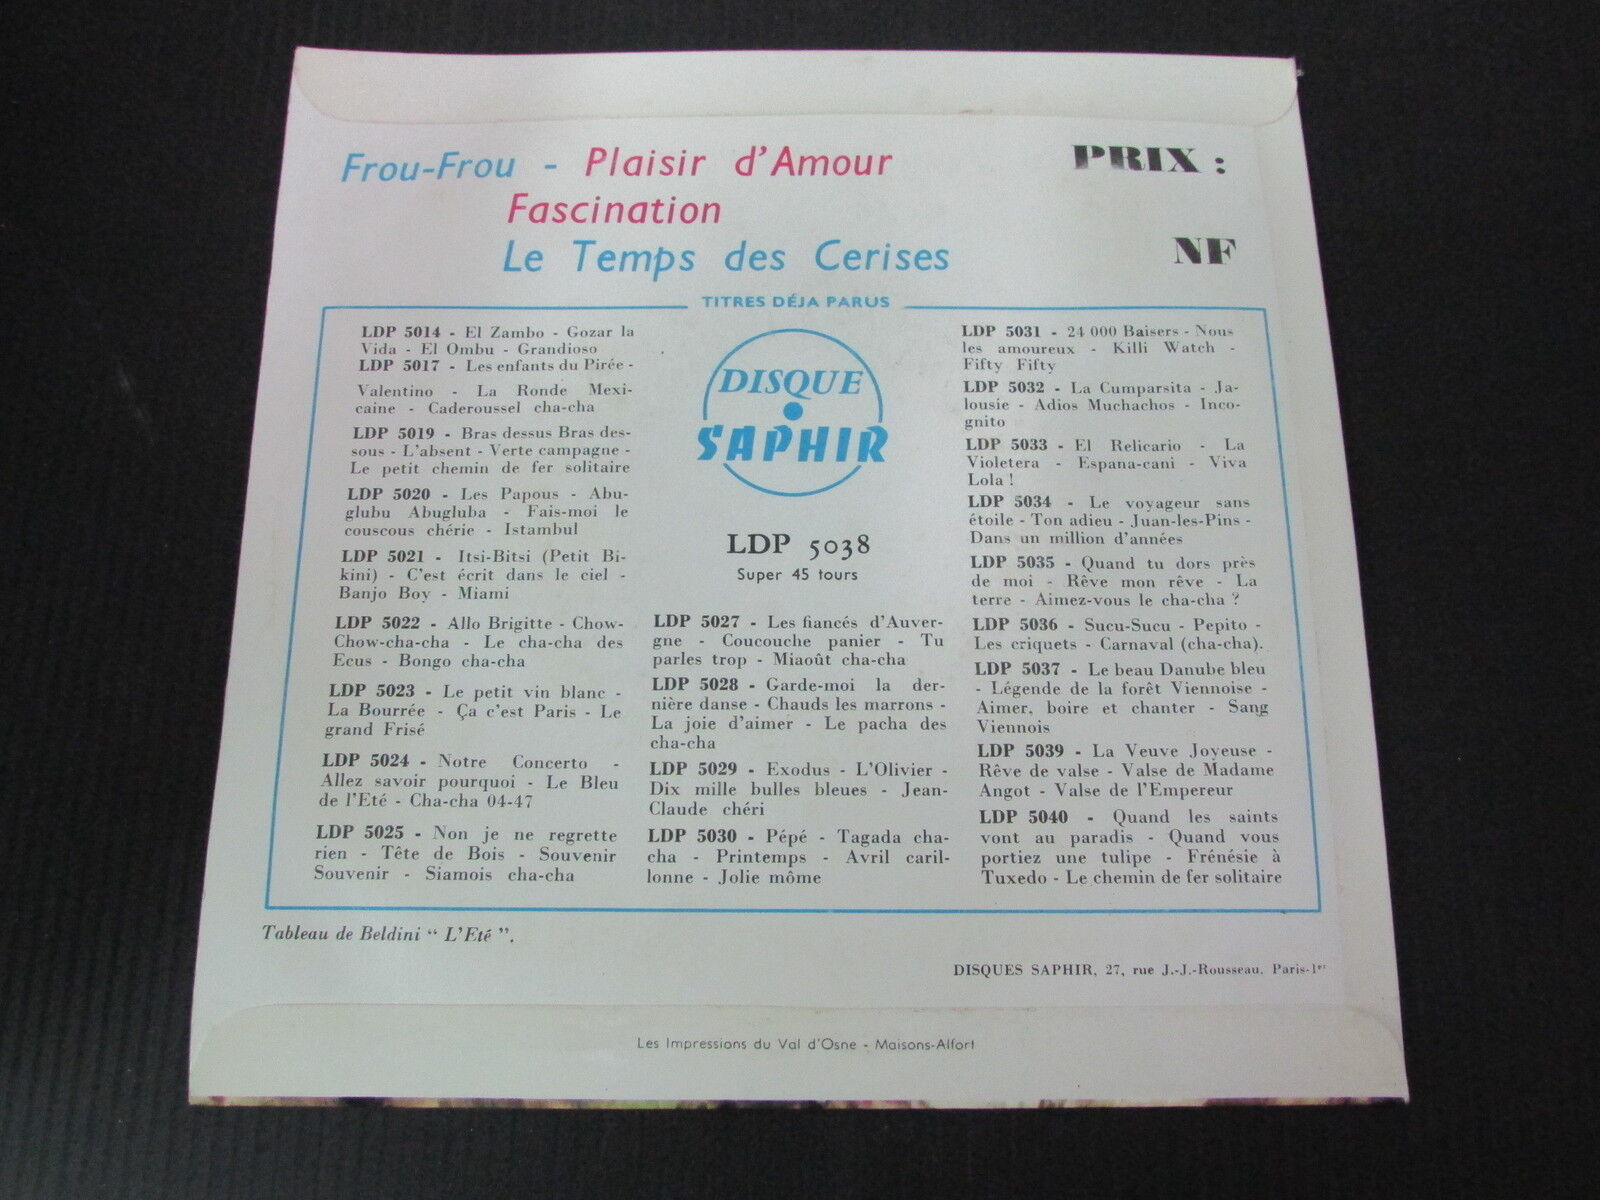 Frou-Frou - Plaisir d'Amour
Fascination
Le Temps des Cerises
PRIX :
NF
TITRES DÉJA PARUS
LDP 5014 - El Zambo - Gozar la
Vida - El Ombu - Grandioso
LDP 5017 - Les enfants du Pirée -
Valentino - La Ronde Mexi-
caine - Caderoussel cha-cha
LDP 5019 - Bras dessus Bras des-
sous - L'absent - Verte campagne -
Le petit chemin de fer solitaire
LDP 5020 - Les Papous - Abu-
glubu Abugluba - Fais-moi le
couscous chérie - Istambul
LDP 5021 - Itsi-Bitsi (Petit Bi-
kini) - C'est écrit dans le ciel -
Banjo Boy - Miami
LDP 5022 - Allo Brigitte - Chow-
Chow-cha-cha - Le cha-cha des
Ecus - Bongo cha-cha
LDP 5023 - Le petit vin blanc -
La Bourrée - Ça c'est Paris - Le
grand Frisé
LDP 5024 - Notre Concerto -
Allez savoir pourquoi - Le Bleu
de l'Eté - Cha-cha 04-47
LDP 5025 - Non je ne regrette
rien - Tête de Bois - Souvenir
Souvenir - Siamois cha-cha
DISQUE
SAPHIR
LDP 5038
Super 45 tours
LDP 5027 - Les fiancés d'Auver-
gne - Coucouche panier - Tu
parles trop - Miaoût cha-cha
LDP 5028 - Garde-moi la der-
nière danse - Chauds les marrons -
La joie d'aimer - Le pacha des
cha-cha
LDP 5029 - Exodus - L'Olivier -
Dix mille bulles bleues - Jean-
Claude chéri
LDP 5030 - Pépé - Tagada cha-
cha - Printemps - Avril caril-
lonne - Jolie môme
LDP 5031 - 24 000 Baisers - Nous
les amoureux - Killi Watch -
Fifty Fifty
LDP 5032 - La Cumparsita - Ja-
lousie - Adios Muchachos - Inco-
gnito
LDP 5033 - El Relicario - La
Violetera - Espana-cani - Viva
Lola !
LDP 5034 - Le voyageur sans
étoile - Ton adieu - Juan-les-Pins -
Dans un million d'années
LDP 5035 - Quand tu dors près
de moi - Rêve mon rêve - La
terre - Aimez-vous le cha-cha ?
LDP 5036 - Sucu-Sucu - Pepito -
Les criquets - Carnaval (cha-cha).
LDP 5037 - Le beau Danube bleu
- Légende de la forêt Viennoise -
Aimer, boire et chanter - Sang
Viennois
LDP 5039 - La Veuve Joyeuse -
Rêve de valse - Valse de Madame
Angot - Valse de l'Empereur
LDP 5040 - Quand les saints
vont au paradis - Quand vous
portiez une tulipe - Frénésie à
Tuxedo - Le chemin de fer solitaire
Tableau de Beldini " L'Eté ".
DISQUES SAPHIR, 27, rue J.-J.-Rousseau. Paris-1er
Les Impressions du Val d'Osne - Maisons-Alfort